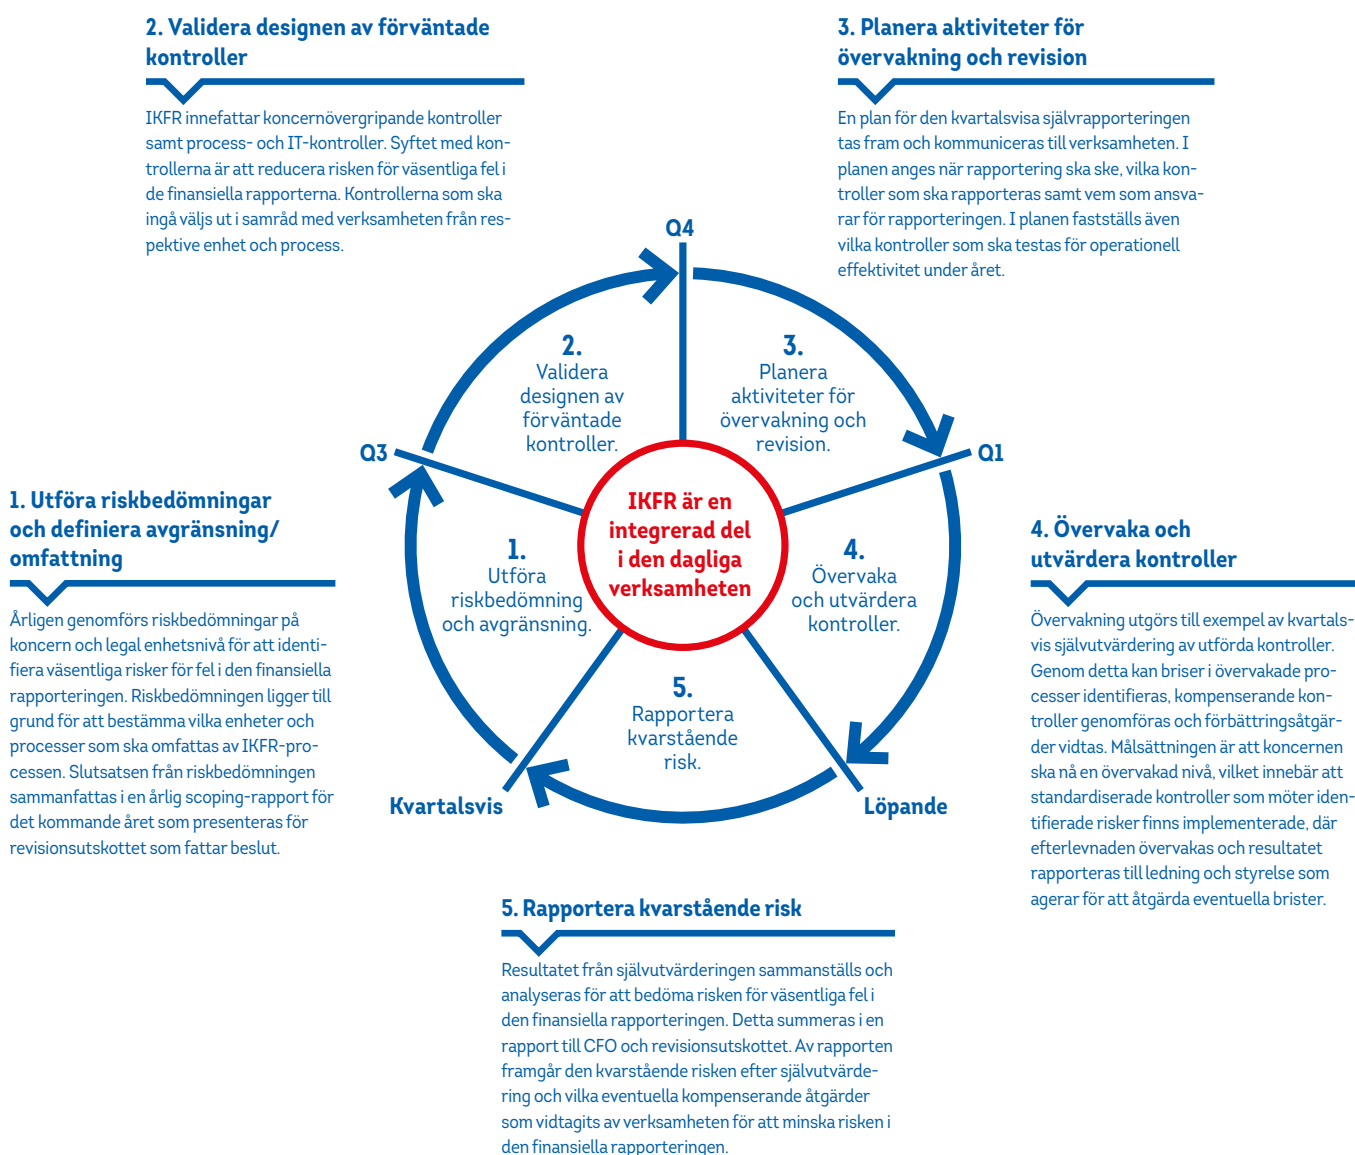 2. Validera designen av förväntade
kontroller
IKFR innefattar koncernövergripande kontroller
samt process- och IT-kontroller. Syftet med kon-
trollerna är att reducera risken för väsentliga fel i
de finansiella rapporterna. Kontrollerna som ska
ingå väljs ut i samråd med verksamheten från res-
pektive enhet och process.
3. Planera aktiviteter för
övervakning och revision
En plan för den kvartalsvisa självrapporteringen
tas fram och kommuniceras till verksamheten. I
planen anges när rapportering ska ske, vilka kon-
troller som ska rapporteras samt vem som ansva-
rar för rapporteringen. I planen fastställs även
vilka kontroller som ska testas för operationell
effektivitet under året.
Q4
2.
Validera
designen av
förväntade
kontroller.
3.
Planera
aktiviteter för
övervakning och
revision.
Q3
Q1
1. Utföra riskbedömningar
och definiera avgränsning/
omfattning
Årligen genomförs riskbedömningar på
koncern och legal enhetsnivå för att identi-
fiera väsentliga risker för fel i den finansiella
rapporteringen. Riskbedömningen ligger till
grund för att bestämma vilka enheter och
processer som ska omfattas av IKFR-pro-
cessen. Slutsatsen från riskbedömningen
sammanfattas i en årlig scoping-rapport för
det kommande året som presenteras för
revisionsutskottet som fattar beslut.
IKFR är en
integrerad del
i den dagliga
verksamheten
1.
Utföra
riskbedömning
och avgränsning.
4.
Övervaka
och utvärdera
kontroller.
5.
Rapportera
kvarstående
risk.
Kvartalsvis
Löpande
4. Övervaka och
utvärdera kontroller
Övervakning utgörs till exempel av kvartals-
vis självutvärdering av utförda kontroller.
Genom detta kan briser i övervakade pro-
cesser identifieras, kompenserande kon-
troller genomföras och förbättringsåtgär-
der vidtas. Målsättningen är att koncernen
ska nå en övervakad nivå, vilket innebär att
standardiserade kontroller som möter iden-
tifierade risker finns implementerade, där
efterlevnaden övervakas och resultatet
rapporteras till ledning och styrelse som
agerar för att åtgärda eventuella brister.
5. Rapportera kvarstående risk
Resultatet från självutvärderingen sammanställs och
analyseras för att bedöma risken för väsentliga fel i
den finansiella rapporteringen. Detta summeras i en
rapport till CFO och revisionsutskottet. Av rapporten
framgår den kvarstående risken efter självutvärde-
ring och vilka eventuella kompenserande åtgärder
som vidtagits av verksamheten för att minska risken i
den finansiella rapporteringen.